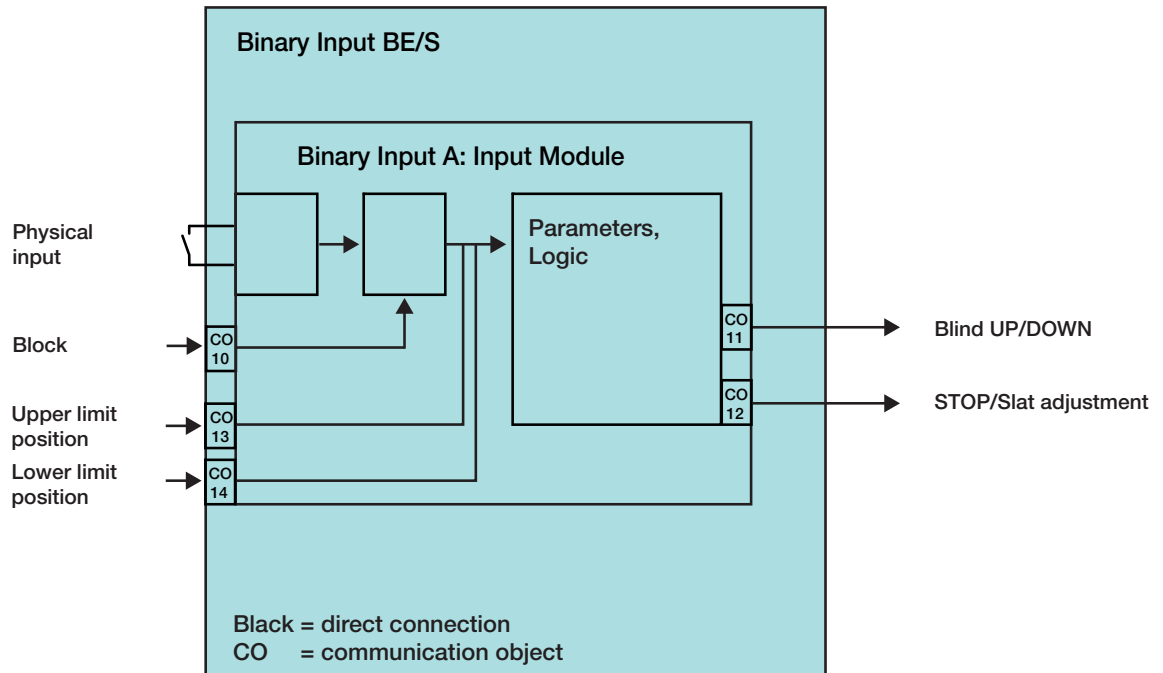 Binary Input BE/S
Binary Input A: Input Module
Physical
input
Parameters,
Logic
Block
CO
10
CO
11
Blind UP/DOWN
Upper limit
position
CO
13
CO
12
STOP/Slat adjustment
Lower limit
position
CO
14
Black = direct connection
CO = communication object